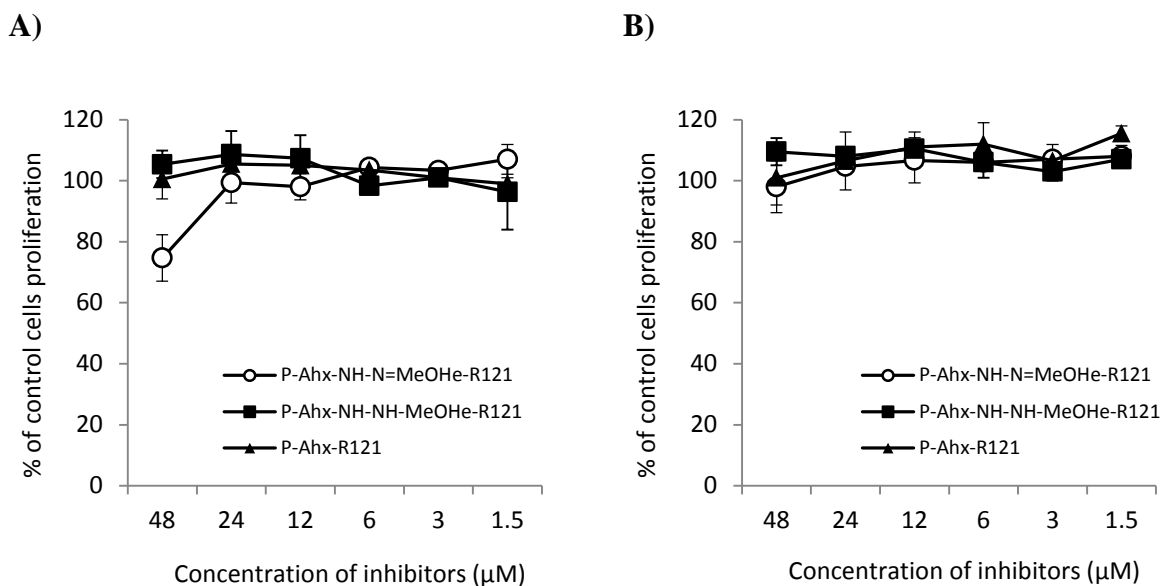 A)
% of control cells proliferation
120
100
80
60
40
20
0
P-Ahx-NH-N=MeOHe-R121
P-Ahx-NH-NH-MeOHe-R121
P-Ahx-R121
48 24 12 6 3 1.5
Concentration of inhibitors (µM)
B)
% of control cells proliferation
120
100
80
60
40
20
0
P-Ahx-NH-N=MeOHe-R121
P-Ahx-NH-NH-MeOHe-R121
P-Ahx-R121
48 24 12 6 3 1.5
Concentration of inhibitors (µM)